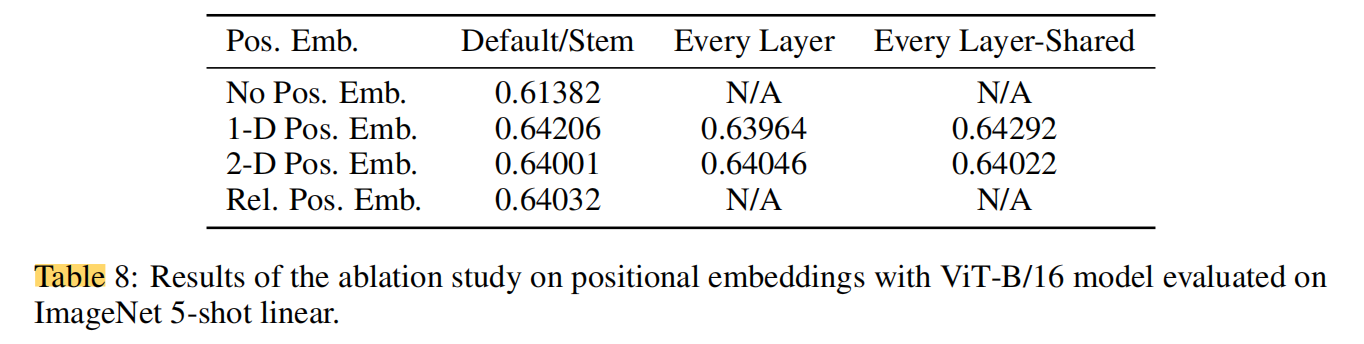 Pos. Emb. Default/Stem Every Layer Every Layer-Shared
No Pos. Emb. 0.61382 N/A N/A
1-D Pos. Emb. 0.64206 0.63964 0.64292
2-D Pos. Emb. 0.64001 0.64046 0.64022
Rel. Pos. Emb. 0.64032 N/A N/A
Table 8: Results of the ablation study on positional embeddings with ViT-B/16 model evaluated on
ImageNet 5-shot linear.